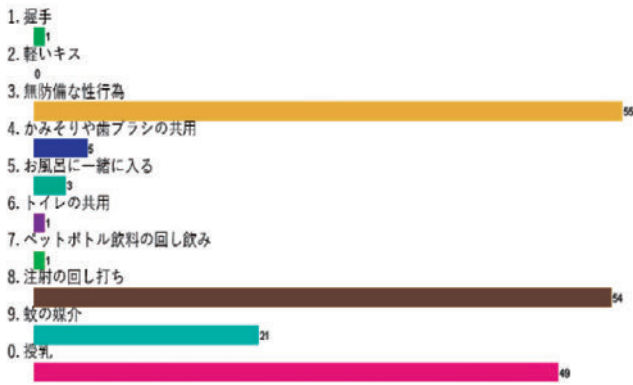 1. 握手
1
2. 軽いキス
0
3. 無防備な性行為
55
4. かみそりや歯ブラシの共用
5
5. お風呂に一緒に入る
3
6. トイレの共用
1
7. ペットボトル飲料の回し飲み
1
8. 注射の回し打ち
54
9. 蚊の媒介
21
0. 授乳
49